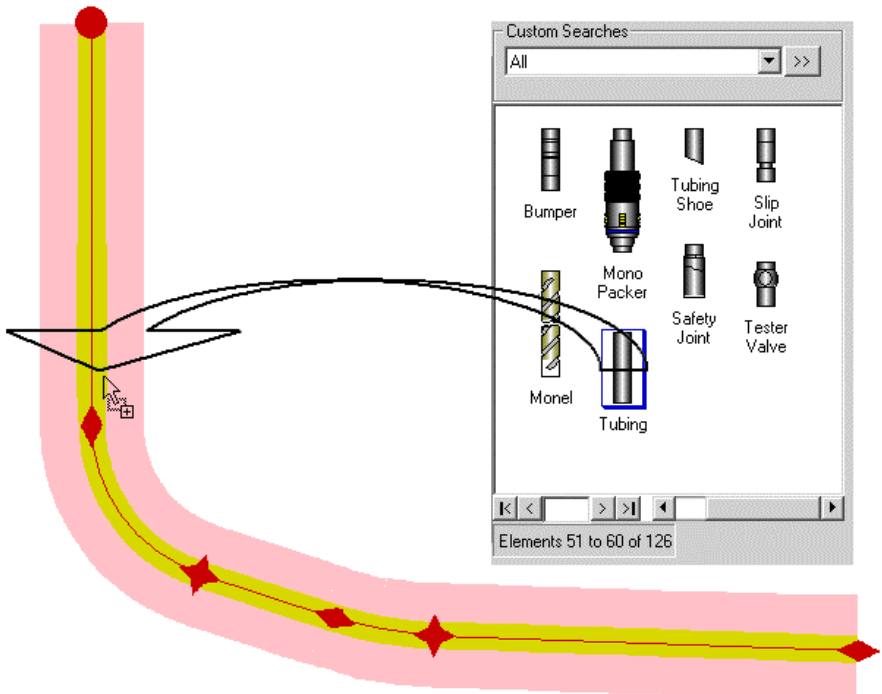 Custom Searches
All
>>
Bumper
Mono
Packer
Tubing
Shoe
Slip
Joint
Monel
Tubing
Safety
Joint
Tester
Valve
Elements 51 to 60 of 126